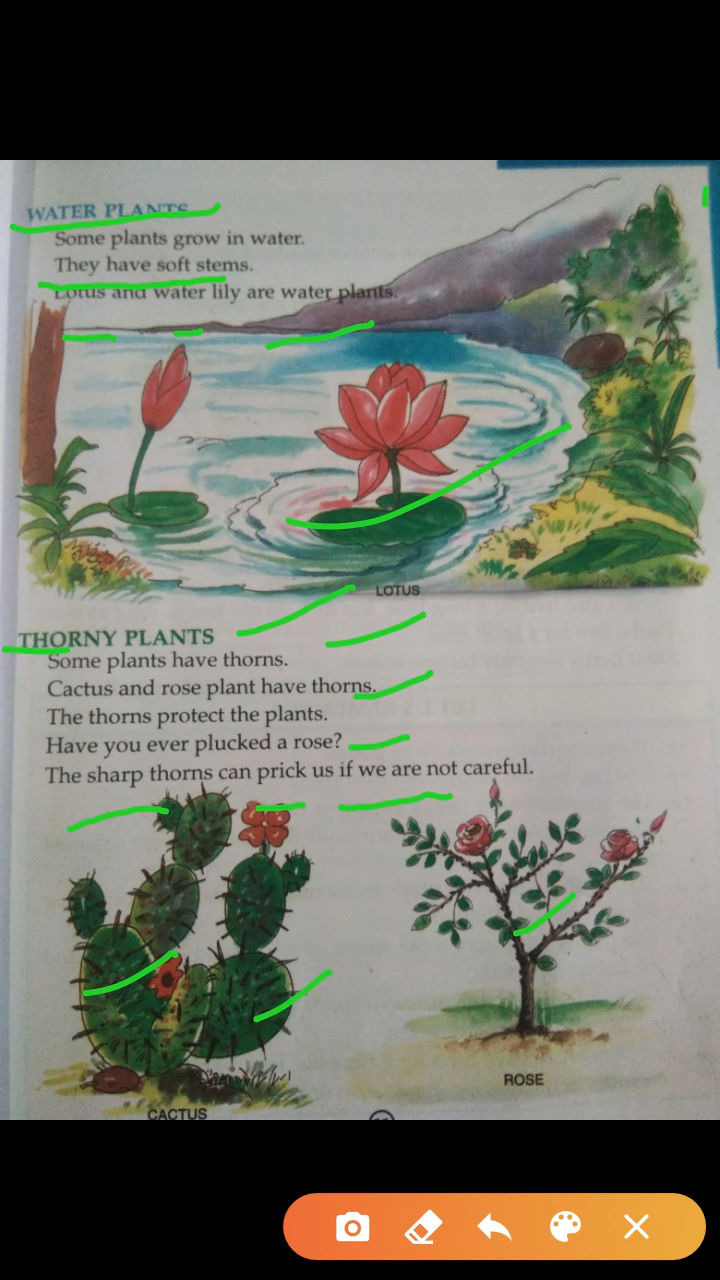 WATER PLANTS
Some plants grow in water.
They have soft stems.
Lotus and water lily are water plants.
LOTUS
THORNY PLANTS
Some plants have thorns.
Cactus and rose plant have thorns.
The thorns protect the plants.
Have you ever plucked a rose?
The sharp thorns can prick us if we are not careful.
ROSE
CACTUS